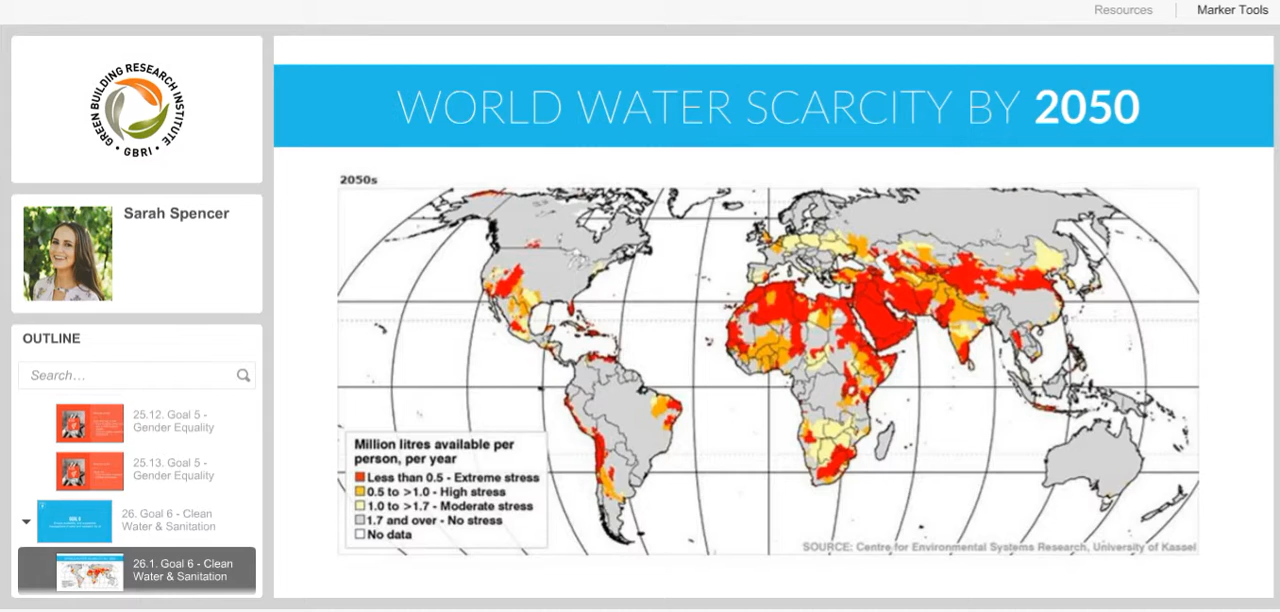 Resources | Marker Tools
GREEN BUILDING RESEARCH INSTITUTE
• GBRI •
Sarah Spencer
OUTLINE
Search...
25.12. Goal 5 -
Gender Equality
25.13. Goal 5 -
Gender Equality
26. Goal 6 - Clean
Water & Sanitation
26.1. Goal 6 - Clean
Water & Sanitation
WORLD WATER SCARCITY BY 2050
2050s
Million litres available per
person, per year
Less than 0.5 - Extreme stress
0.5 to >1.0 - High stress
1.0 to >1.7 - Moderate stress
1.7 and over - No stress
No data
SOURCE: Centre for Environmental Systems Research, University of Kassel